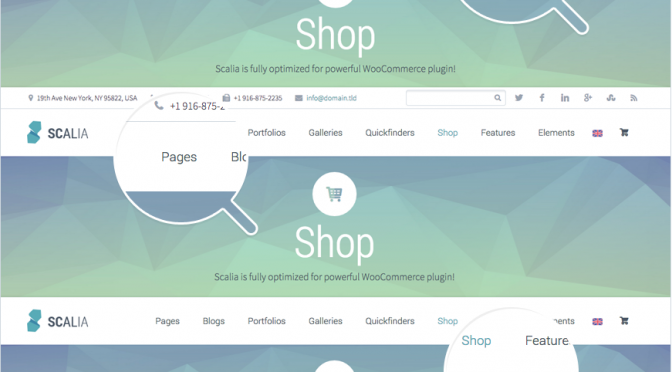 Shop
Scalia is fully optimized for powerful WooCommerce plugin!
19th Ave New York, NY 95822, USA +1 916-875-2235 info@domain.tld
+1 916-875-2
SCALIA Portfolios Galleries Quickfinders Shop Features Elements
Pages Blo
Shop
Scalia is fully optimized for powerful WooCommerce plugin!
SCALIA Pages Blogs Portfolios Galleries Quickfinders Shop
Shop Feature